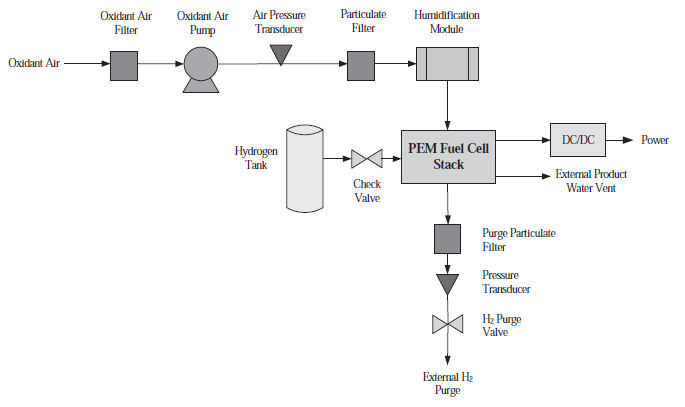 Oxidant Air
Filter
Oxidant Air
Pump
Air Pressure
Transducer
Particulate
Filter
Humidification
Module
Oxidant Air
Hydrogen
Tank
Check
Valve
PEM Fuel Cell
Stack
DC/DC
Power
External Product
Water Vent
Purge Particulate
Filter
Pressure
Transducer
H2 Purge
Valve
External H2
Purge